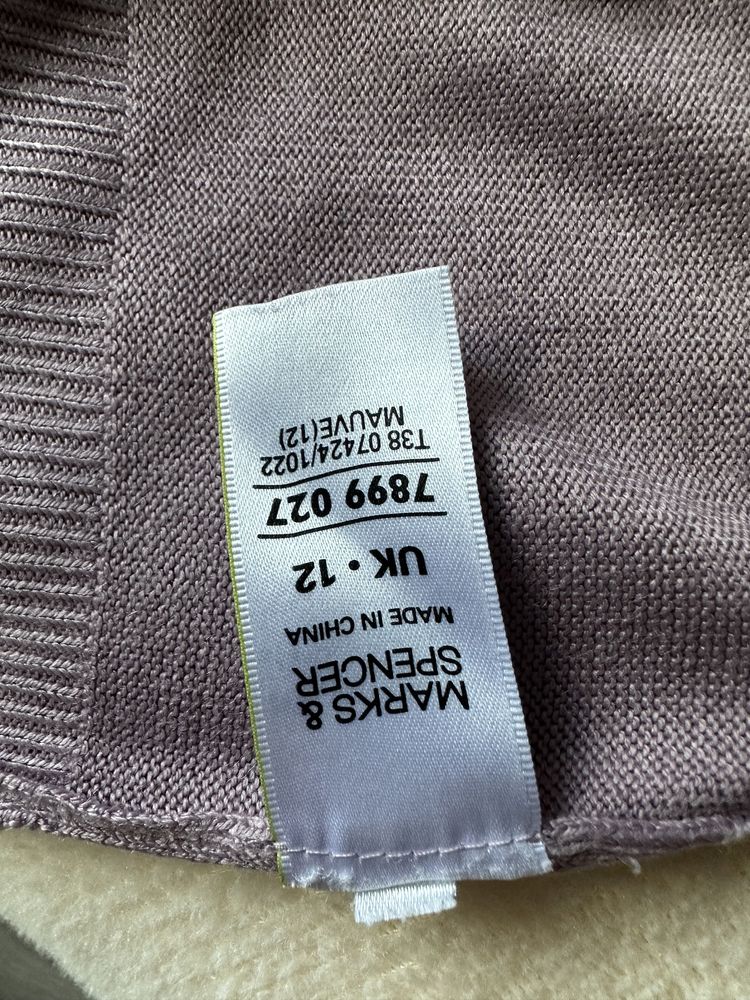 MARKS &
SPENCER
MADE IN CHINA
UK • 12
7899 027
T38 07424/1022
MAUVE(12)